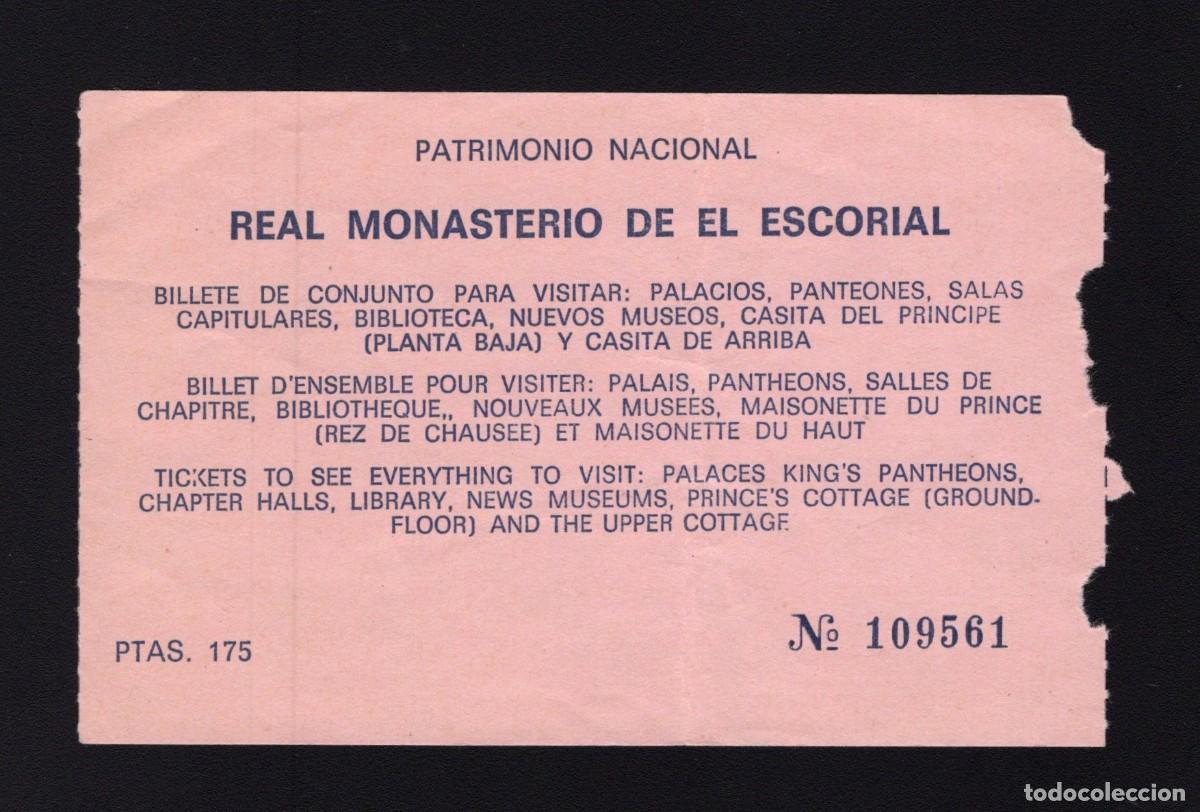 PATRIMONIO NACIONAL
REAL MONASTERIO DE EL ESCORIAL
BILLETE DE CONJUNTO PARA VISITAR: PALACIOS, PANTEONES, SALAS
CAPITULARES, BIBLIOTECA, NUEVOS MUSEOS, CASITA DEL PRINCIPE
(PLANTA BAJA) Y CASITA DE ARRIBA
BILLET D'ENSEMBLE POUR VISITER: PALAIS, PANTHEONS, SALLES DE
CHAPITRE, BIBLIOTHEQUE,, NOUVEAUX MUSEES, MAISONETTE DU PRINCE
(REZ DE CHAUSEE) ET MAISONETTE DU HAUT
TICKETS TO SEE EVERYTHING TO VISIT: PALACES KING'S PANTHEONS,
CHAPTER HALLS, LIBRARY, NEWS MUSEUMS, PRINCE'S COTTAGE (GROUND-
FLOOR) AND THE UPPER COTTAGE
Nº 109561
PTAS. 175
todocoleccion